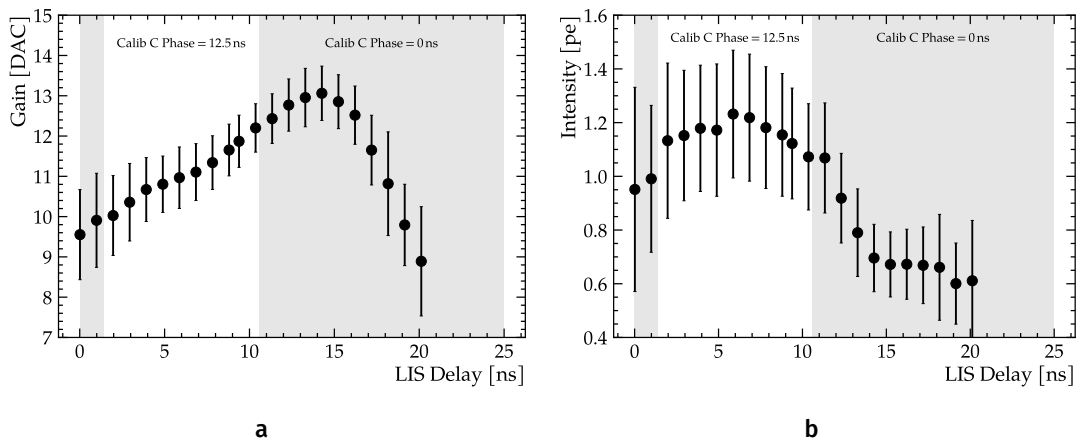 Gain [DAC]
15
14
13
12
11
10
9
8
7
Calib C Phase = 12.5 ns
Calib C Phase = 0 ns
0 5 10 15 20 25
LIS Delay [ns]
a
Intensity [pe]
1.6
1.4
1.2
1.0
0.8
0.6
0.4
Calib C Phase = 12.5 ns
Calib C Phase = 0 ns
0 5 10 15 20 25
LIS Delay [ns]
b